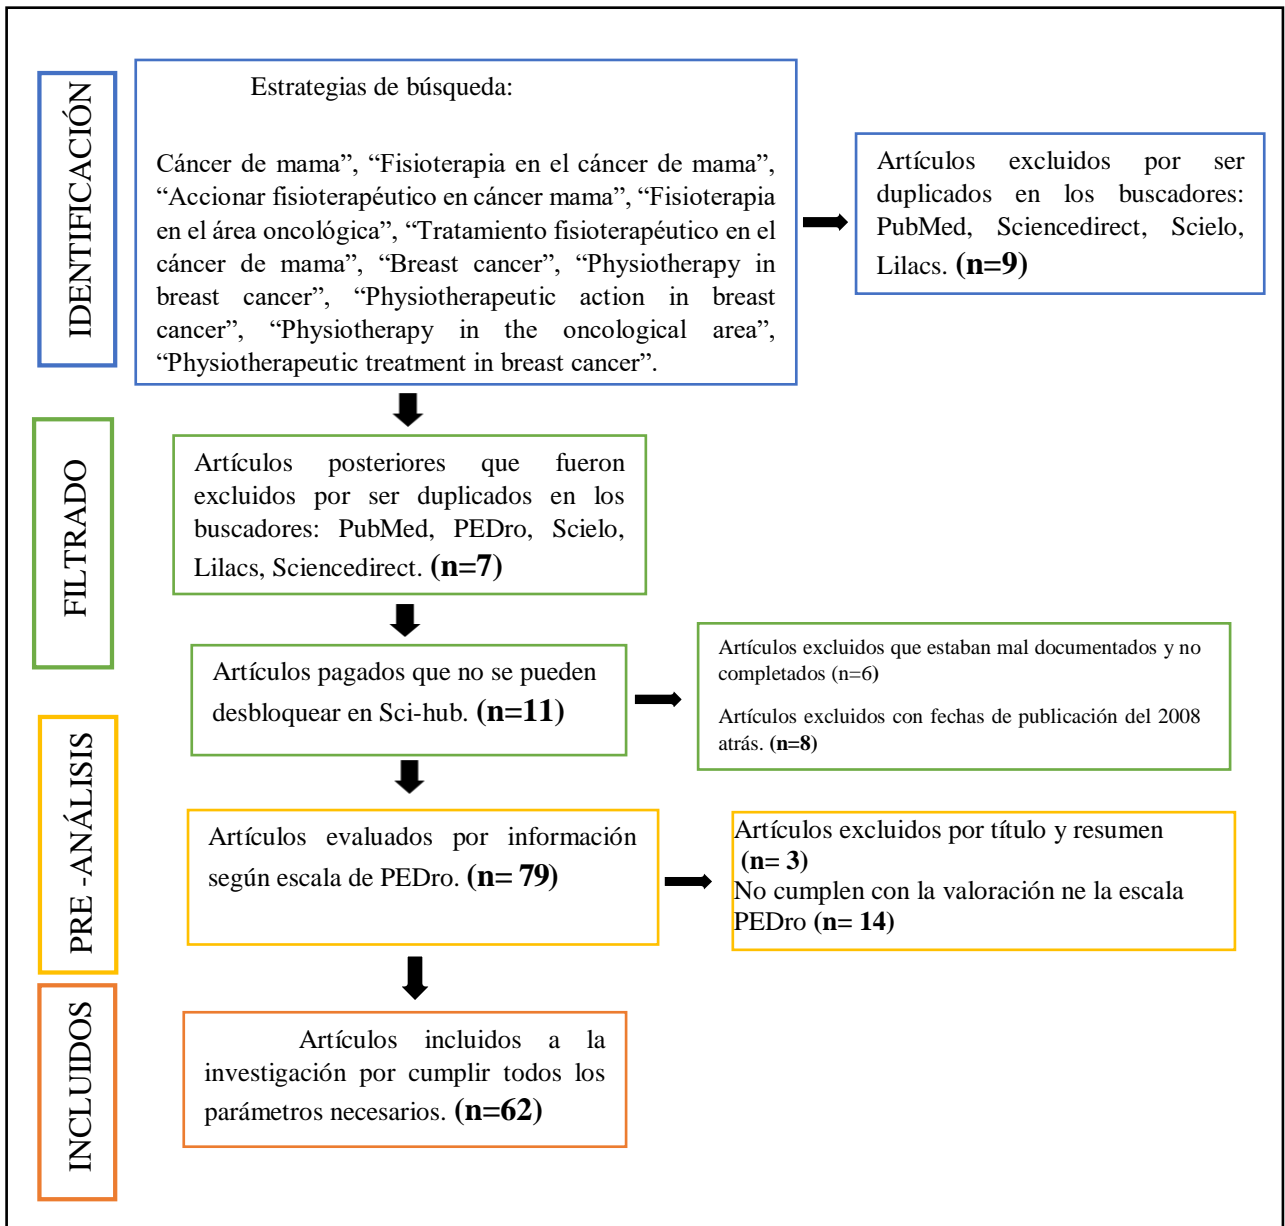 IDENTIFICACIÓN
Estrategias de búsqueda:
Cáncer de mama”, “Fisioterapia en el cáncer de mama”,
“Accionar fisioterapéutico en cáncer mama”, “Fisioterapia
en el área oncológica”, “Tratamiento fisioterapéutico en el
cáncer de mama”, “Breast cancer”, “Physiotherapy in
breast cancer”, “Physiotherapeutic action in breast
cancer”, “Physiotherapy in the oncological area”,
“Physiotherapeutic treatment in breast cancer”.
Artículos excluidos por ser
duplicados en los buscadores:
PubMed, Sciencedirect, Scielo,
Lilacs. (n=9)
FILTRADO
Artículos posteriores que fueron
excluidos por ser duplicados en los
buscadores: PubMed, PEDro, Scielo,
Lilacs, Sciencedirect. (n=7)
Artículos pagados que no se pueden
desbloquear en Sci-hub. (n=11)
Artículos excluidos que estaban mal documentados y no
completados (n=6)
Artículos excluidos con fechas de publicación del 2008
atrás. (n=8)
PRE -ANÁLISIS
Artículos evaluados por información
según escala de PEDro. (n= 79)
Artículos excluidos por título y resumen
(n= 3)
No cumplen con la valoración ne la escala
PEDro (n= 14)
INCLUIDOS
Artículos incluidos a la
investigación por cumplir todos los
parámetros necesarios. (n=62)